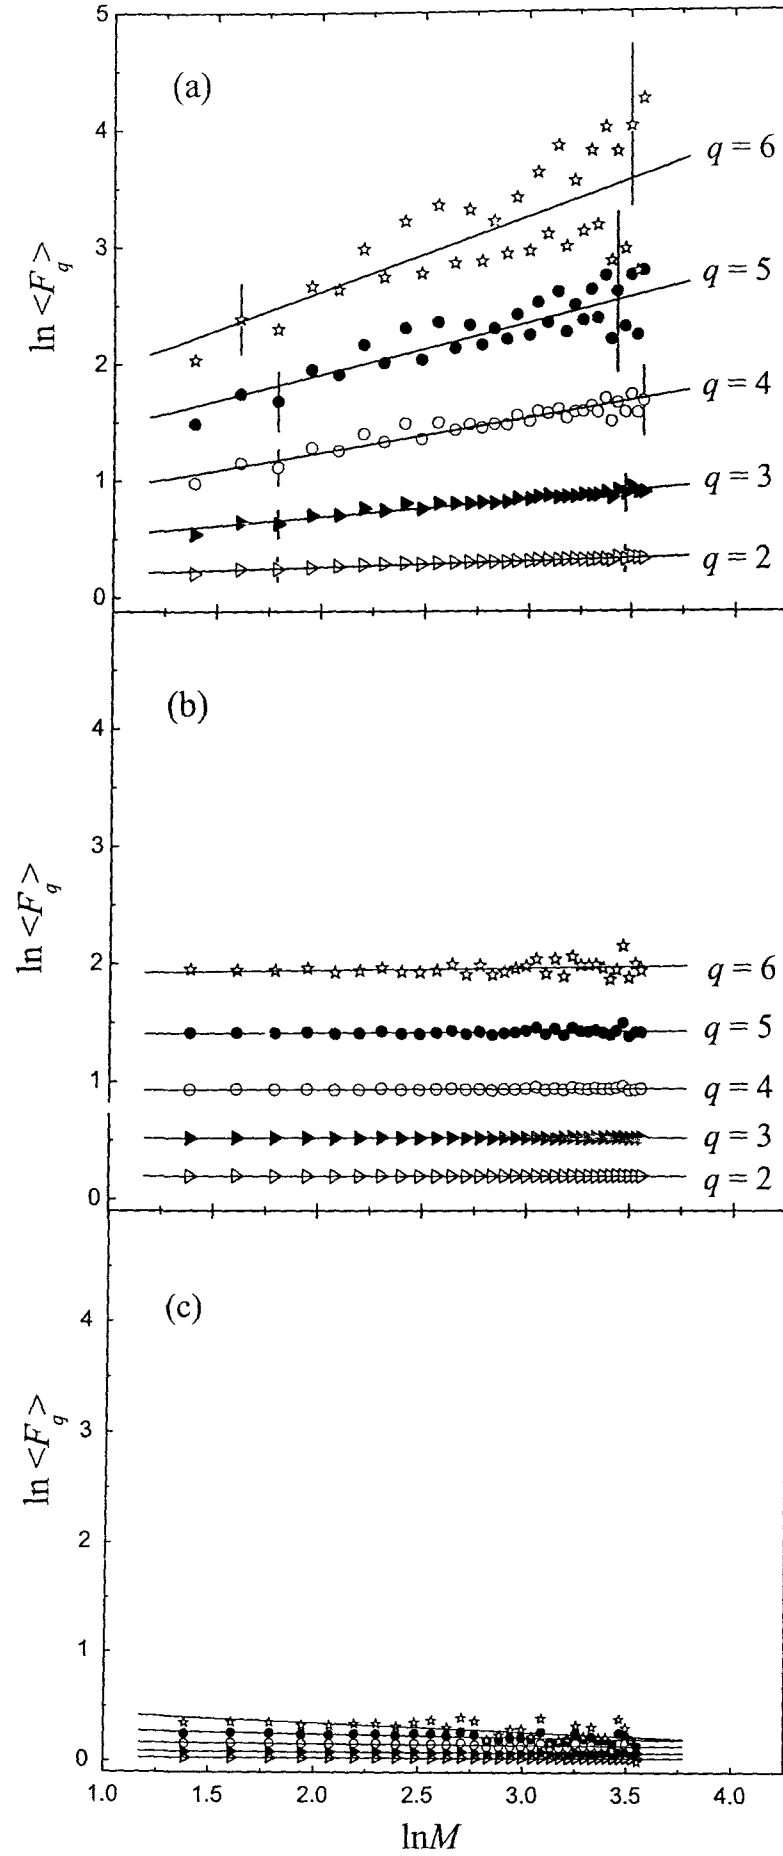 5
(a)
4
q = 6
3
q = 5
ln <F_q>
2
q = 4
1
q = 3
q = 2
0
(b)
4
3
ln <F_q>
2
q = 6
q = 5
1
q = 4
q = 3
q = 2
0
(c)
4
3
ln <F_q>
2
1
0
1.0 1.5 2.0 2.5 3.0 3.5 4.0
lnM